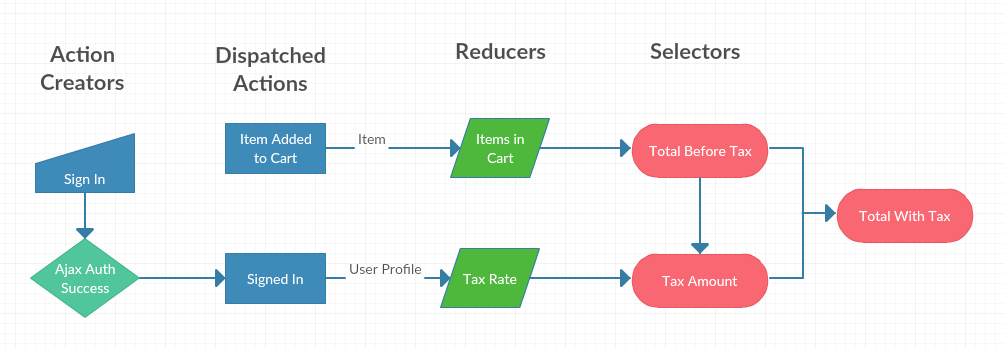 Action
Creators
Dispatched
Actions
Reducers
Selectors
Sign In
Item Added
to Cart
Item
Items in
Cart
Total Before Tax
Total With Tax
Ajax Auth
Success
Signed In
User Profile
Tax Rate
Tax Amount